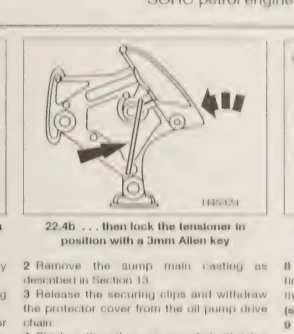 SOHC petrol engine
H45324
22.4b ... then lock the tensioner in
position with a 3mm Allen key
2 Remove the sump main casting as
described in Section 13.
3 Release the securing clips and withdraw
the protector cover from the oil pump drive
chain.